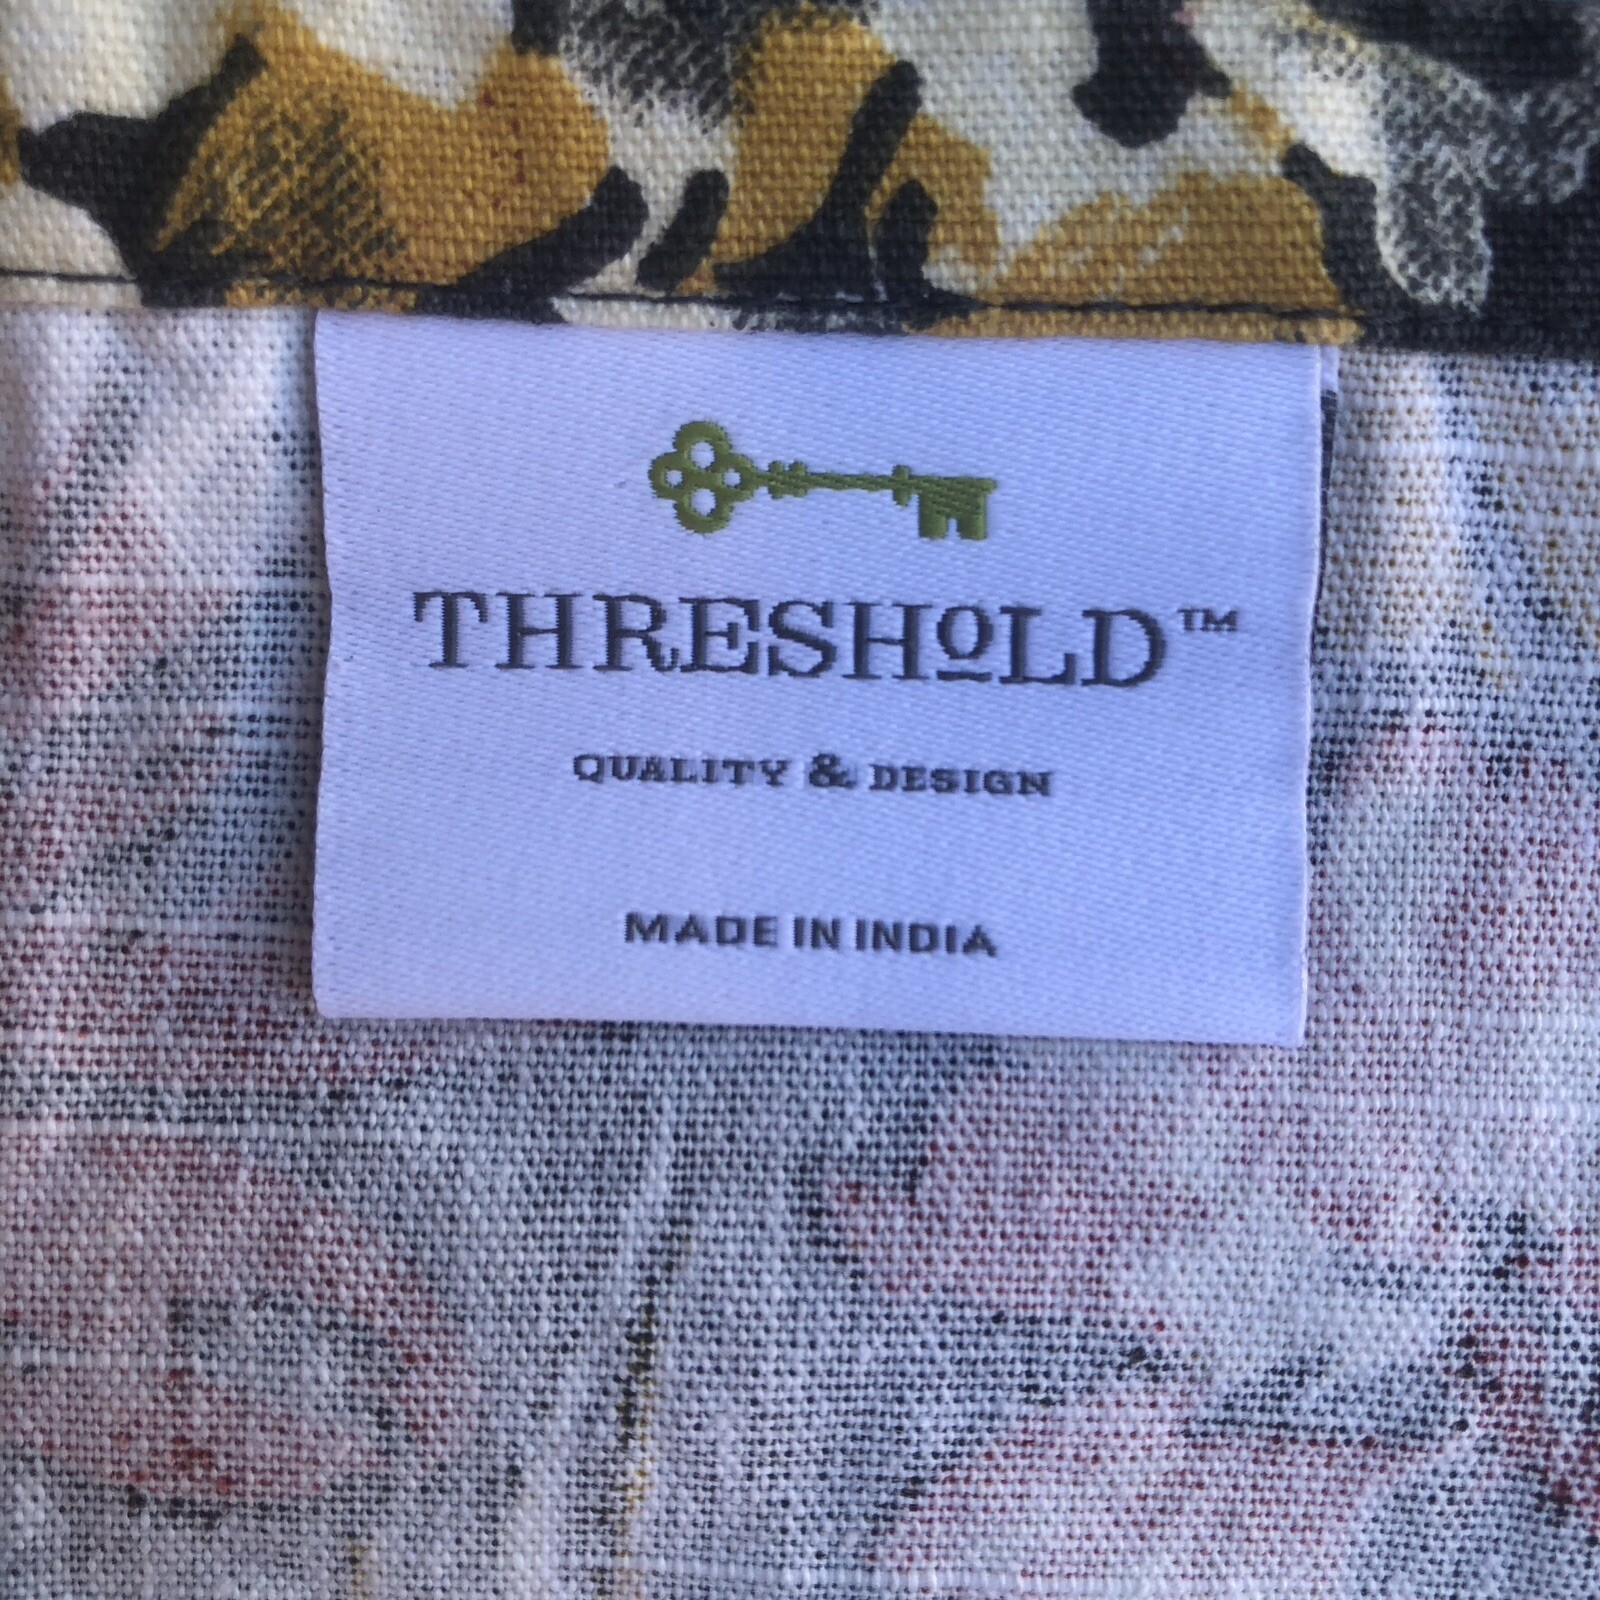 THRESHOLD™
QUALITY & DESIGN
MADE IN INDIA